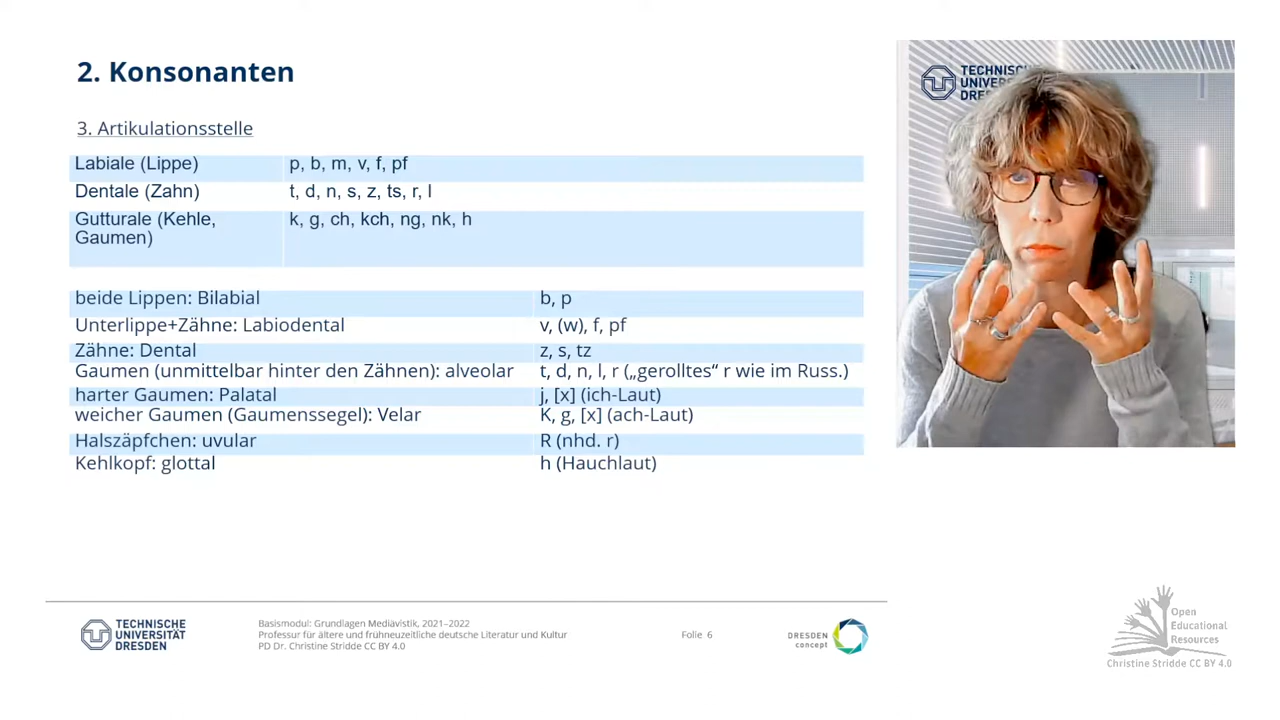 2. Konsonanten
3. Artikulationsstelle
Labiale (Lippe) p, b, m, v, f, pf
Dentale (Zahn) t, d, n, s, z, ts, r, l
Gutturale (Kehle, k, g, ch, kch, ng, nk, h
Gaumen)
beide Lippen: Bilabial b, p
Unterlippe+Zähne: Labiodental v, (w), f, pf
Zähne: Dental z, s, tz
Gaumen (unmittelbar hinter den Zähnen): alveolar t, d, n, l, r („gerolltes“ r wie im Russ.)
harter Gaumen: Palatal j, [x] (ich-Laut)
weicher Gaumen (Gaumenssegel): Velar K, g, [x] (ach-Laut)
Halszäpfchen: uvular R (nhd. r)
Kehlkopf: glottal h (Hauchlaut)
TECHNISCHE
UNIVERSITÄT
DRESDEN
Basismodul: Grundlagen Mediävistik, 2021–2022
Professur für ältere und frühneuzeitliche deutsche Literatur und Kultur
PD Dr. Christine Stridde CC BY 4.0
Folie 6
DRESDEN
concept
TECHNISCHE
UNIVER
DRES
Open
Educational
Resources
Christine Stridde CC BY 4.0